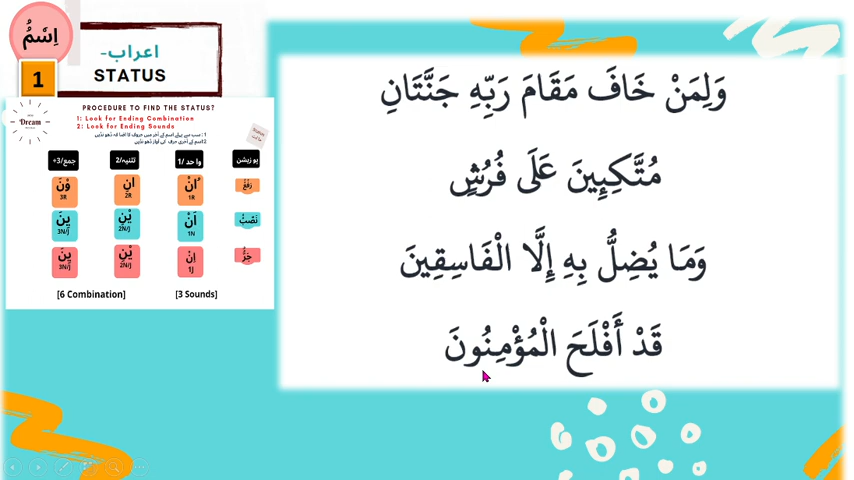 اِسْمُ
1
اعراب-
STATUS
PROCEDURE TO FIND THE STATUS?
1: Look for Ending Combination
2: Look for Ending Sounds
Dream
پوزیشن
واحد /1
تثنیہ/2
جمع/3+
رَفْعٌ
ـُانْ
1R
انِ
2R
وْنَ
3R
نَصْبٌ
اَنْ
1N
يْنِ
2N/J
يِنَ
3N/J
جَرٌّ
اِنْ
1J
يْنِ
2N/J
يِنَ
3N/J
[6 Combination]
[3 Sounds]
وَلِمَنْ خَافَ مَقَامَ رَبِّهِ جَنَّتَانِ
مُتَّكِئِينَ عَلَى فُرُشٍ
وَمَا يُضِلُّ بِهِ إِلَّا الْفَاسِقِينَ
قَدْ أَفْلَحَ الْمُؤْمِنُونَ